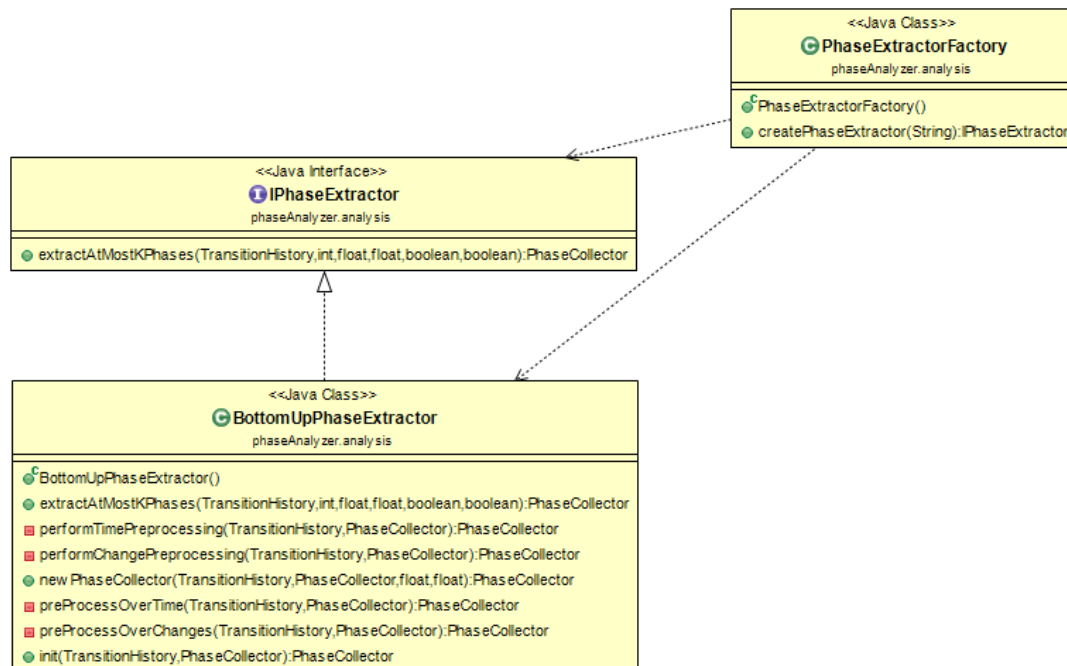 <<Java Class>>
PhaseExtractorFactory
phaseAnalyzer.analysis
PhaseExtractorFactory()
createPhaseExtractor(String):IPhaseExtractor
<<Java Interface>>
IPhaseExtractor
phaseAnalyzer.analysis
extractAtMostKPhases(TransitionHistory,int,float,float,boolean,boolean):PhaseCollector
<<Java Class>>
BottomUpPhaseExtractor
phaseAnalyzer.analysis
BottomUpPhaseExtractor()
extractAtMostKPhases(TransitionHistory,int,float,float,boolean,boolean):PhaseCollector
performTimePreprocessing(TransitionHistory,PhaseCollector):PhaseCollector
performChangePreprocessing(TransitionHistory,PhaseCollector):PhaseCollector
newPhaseCollector(TransitionHistory,PhaseCollector,float,float):PhaseCollector
preProcessOverTime(TransitionHistory,PhaseCollector):PhaseCollector
preProcessOverChanges(TransitionHistory,PhaseCollector):PhaseCollector
init(TransitionHistory,PhaseCollector):PhaseCollector